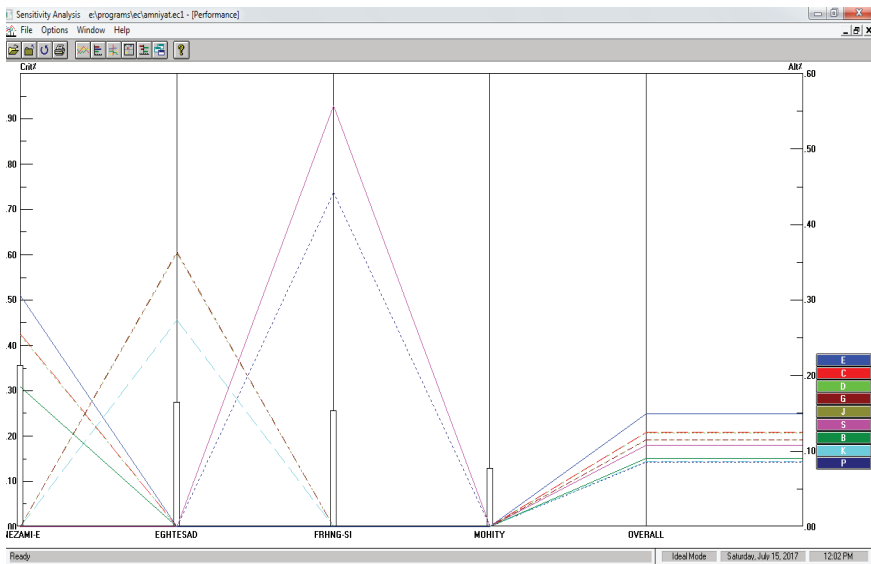 Sensitivity Analysis e:\programs\ec\amniyat.ec1 - [Performance]
File Options Window Help
Crit% Alt%
.90
.80
.70
.60
.50
.40
.30
.20
.10
.00
.60
.50
.40
.30
.20
.10
.00
E
C
D
G
J
S
B
K
P
NEZAMI-E EGHTESAD FRHNG-SI MOHITY OVERALL
Ready Ideal Mode Saturday, July 15, 2017 12:02 PM